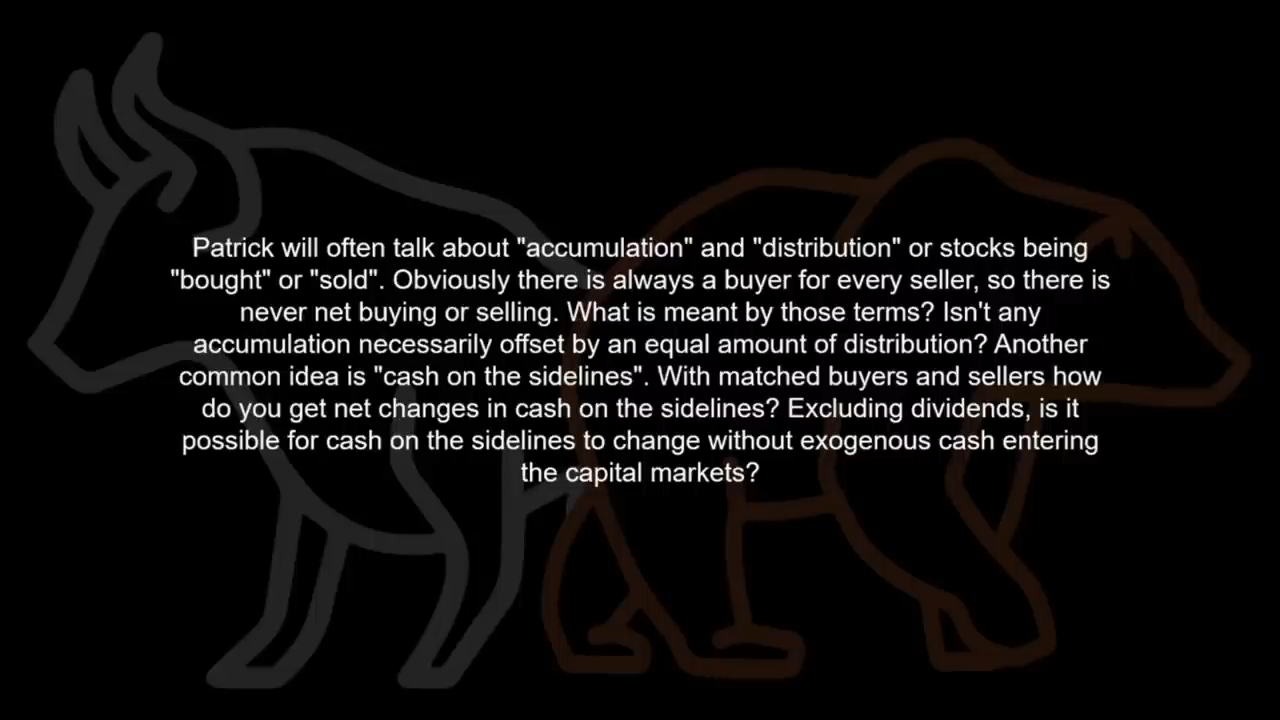 Patrick will often talk about "accumulation" and "distribution" or stocks being
"bought" or "sold". Obviously there is always a buyer for every seller, so there is
never net buying or selling. What is meant by those terms? Isn't any
accumulation necessarily offset by an equal amount of distribution? Another
common idea is "cash on the sidelines". With matched buyers and sellers how
do you get net changes in cash on the sidelines? Excluding dividends, is it
possible for cash on the sidelines to change without exogenous cash entering
the capital markets?